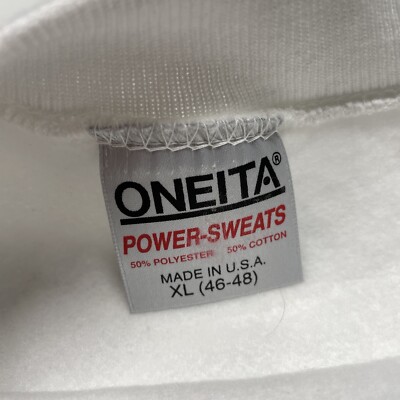 ONEITA®
POWER-SWEATS
50% POLYESTER 50% COTTON
MADE IN U.S.A.
XL (46-48)